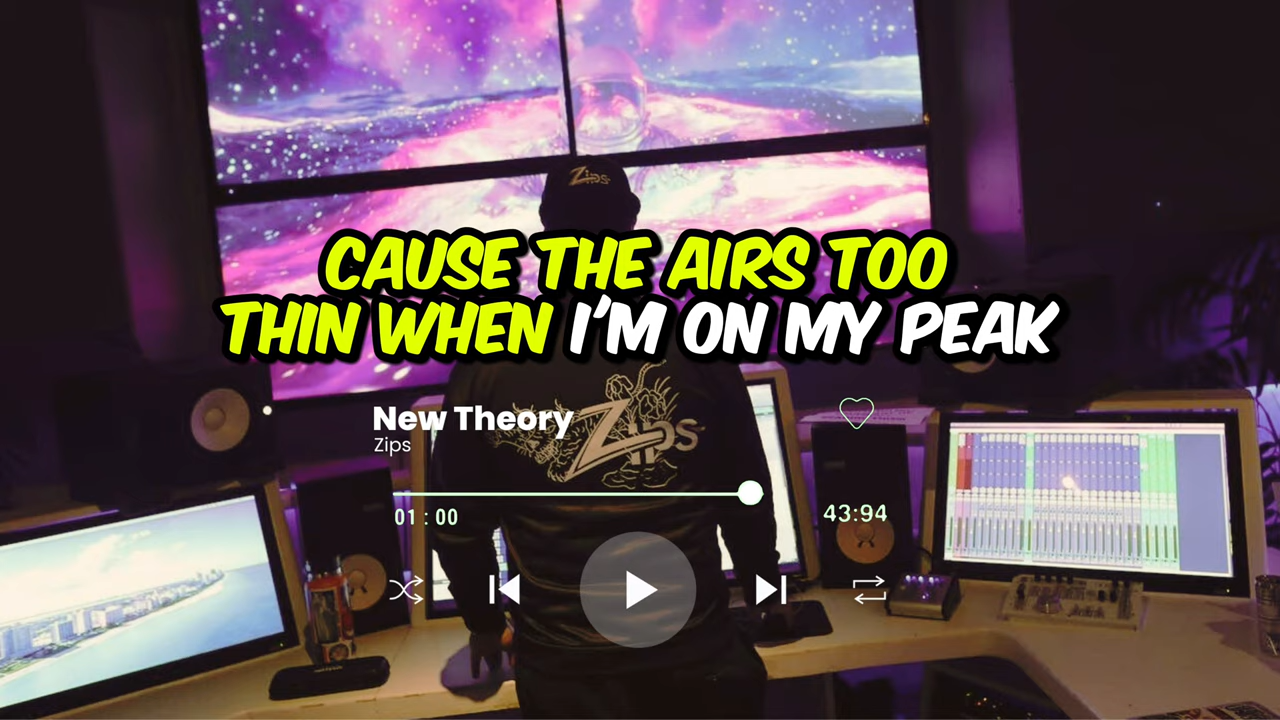 Zips
CAUSE THE AIRS TOO
THIN WHEN I'M ON MY PEAK
New Theory
Zips
Zips
01 : 00
43:94